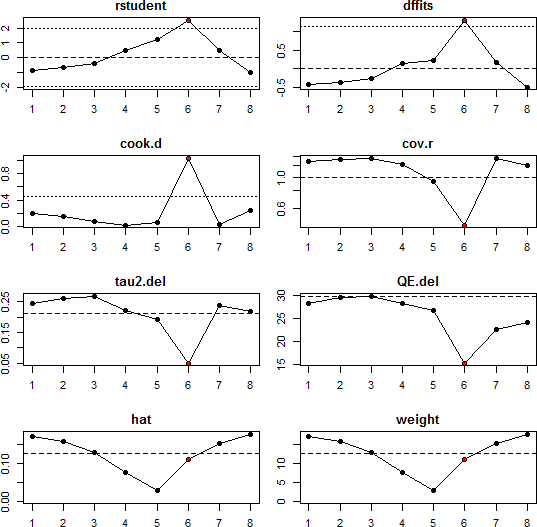 rstudent
dffits
2
1
0
-2
0.5
-0.5
1 2 3 4 5 6 7 8
1 2 3 4 5 6 7 8
cook.d
cov.r
0.8
0.4
0.0
1.0
0.6
1 2 3 4 5 6 7 8
1 2 3 4 5 6 7 8
tau2.del
QE.del
0.25
0.15
0.05
30
25
20
15
1 2 3 4 5 6 7 8
1 2 3 4 5 6 7 8
hat
weight
0.10
0.00
10
5
0
1 2 3 4 5 6 7 8
1 2 3 4 5 6 7 8